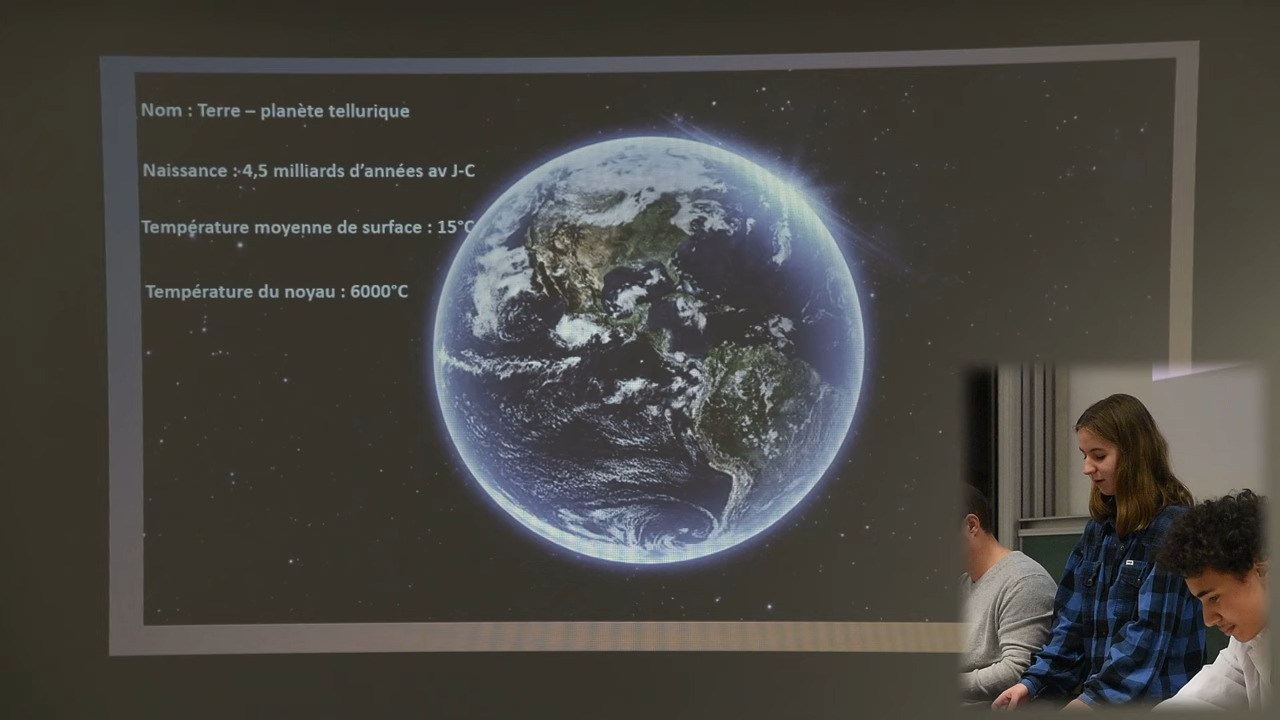 Nom : Terre – planète tellurique
Naissance : 4,5 milliards d'années av J-C
Température moyenne de surface : 15°C
Température du noyau : 6000°C